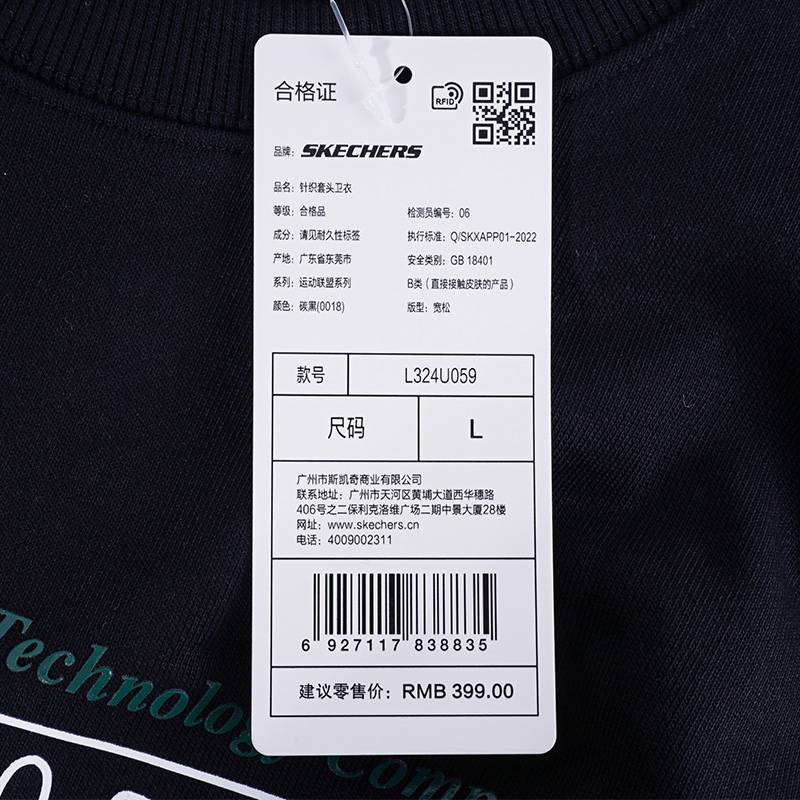 合格证
RFID
品牌: SKECHERS
品名: 针织套头卫衣
等级: 合格品 检测员编号: 06
成分: 请见耐久性标签 执行标准: Q/SKXAPP01-2022
产地: 广东省东莞市 安全类别: GB 18401
系列: 运动联盟系列 B类（直接接触皮肤的产品）
颜色: 碳黑(0018) 版型: 宽松
款号 L324U059
尺码 L
广州市斯凯奇商业有限公司
联系地址: 广州市天河区黄埔大道西华穗路
406号之二保利克洛维广场二期中景大厦28楼
网址: www.skechers.cn
电话: 4009002311
6 927117 838835
建议零售价: RMB 399.00
Technology